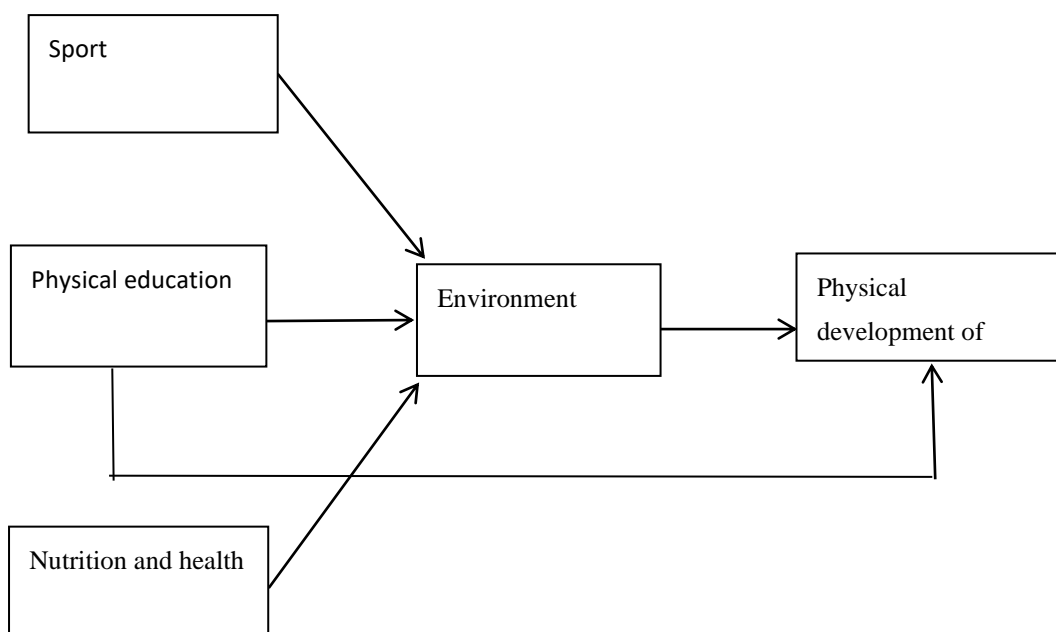 Sport
Physical education
Environment
Physical
development of
Nutrition and health